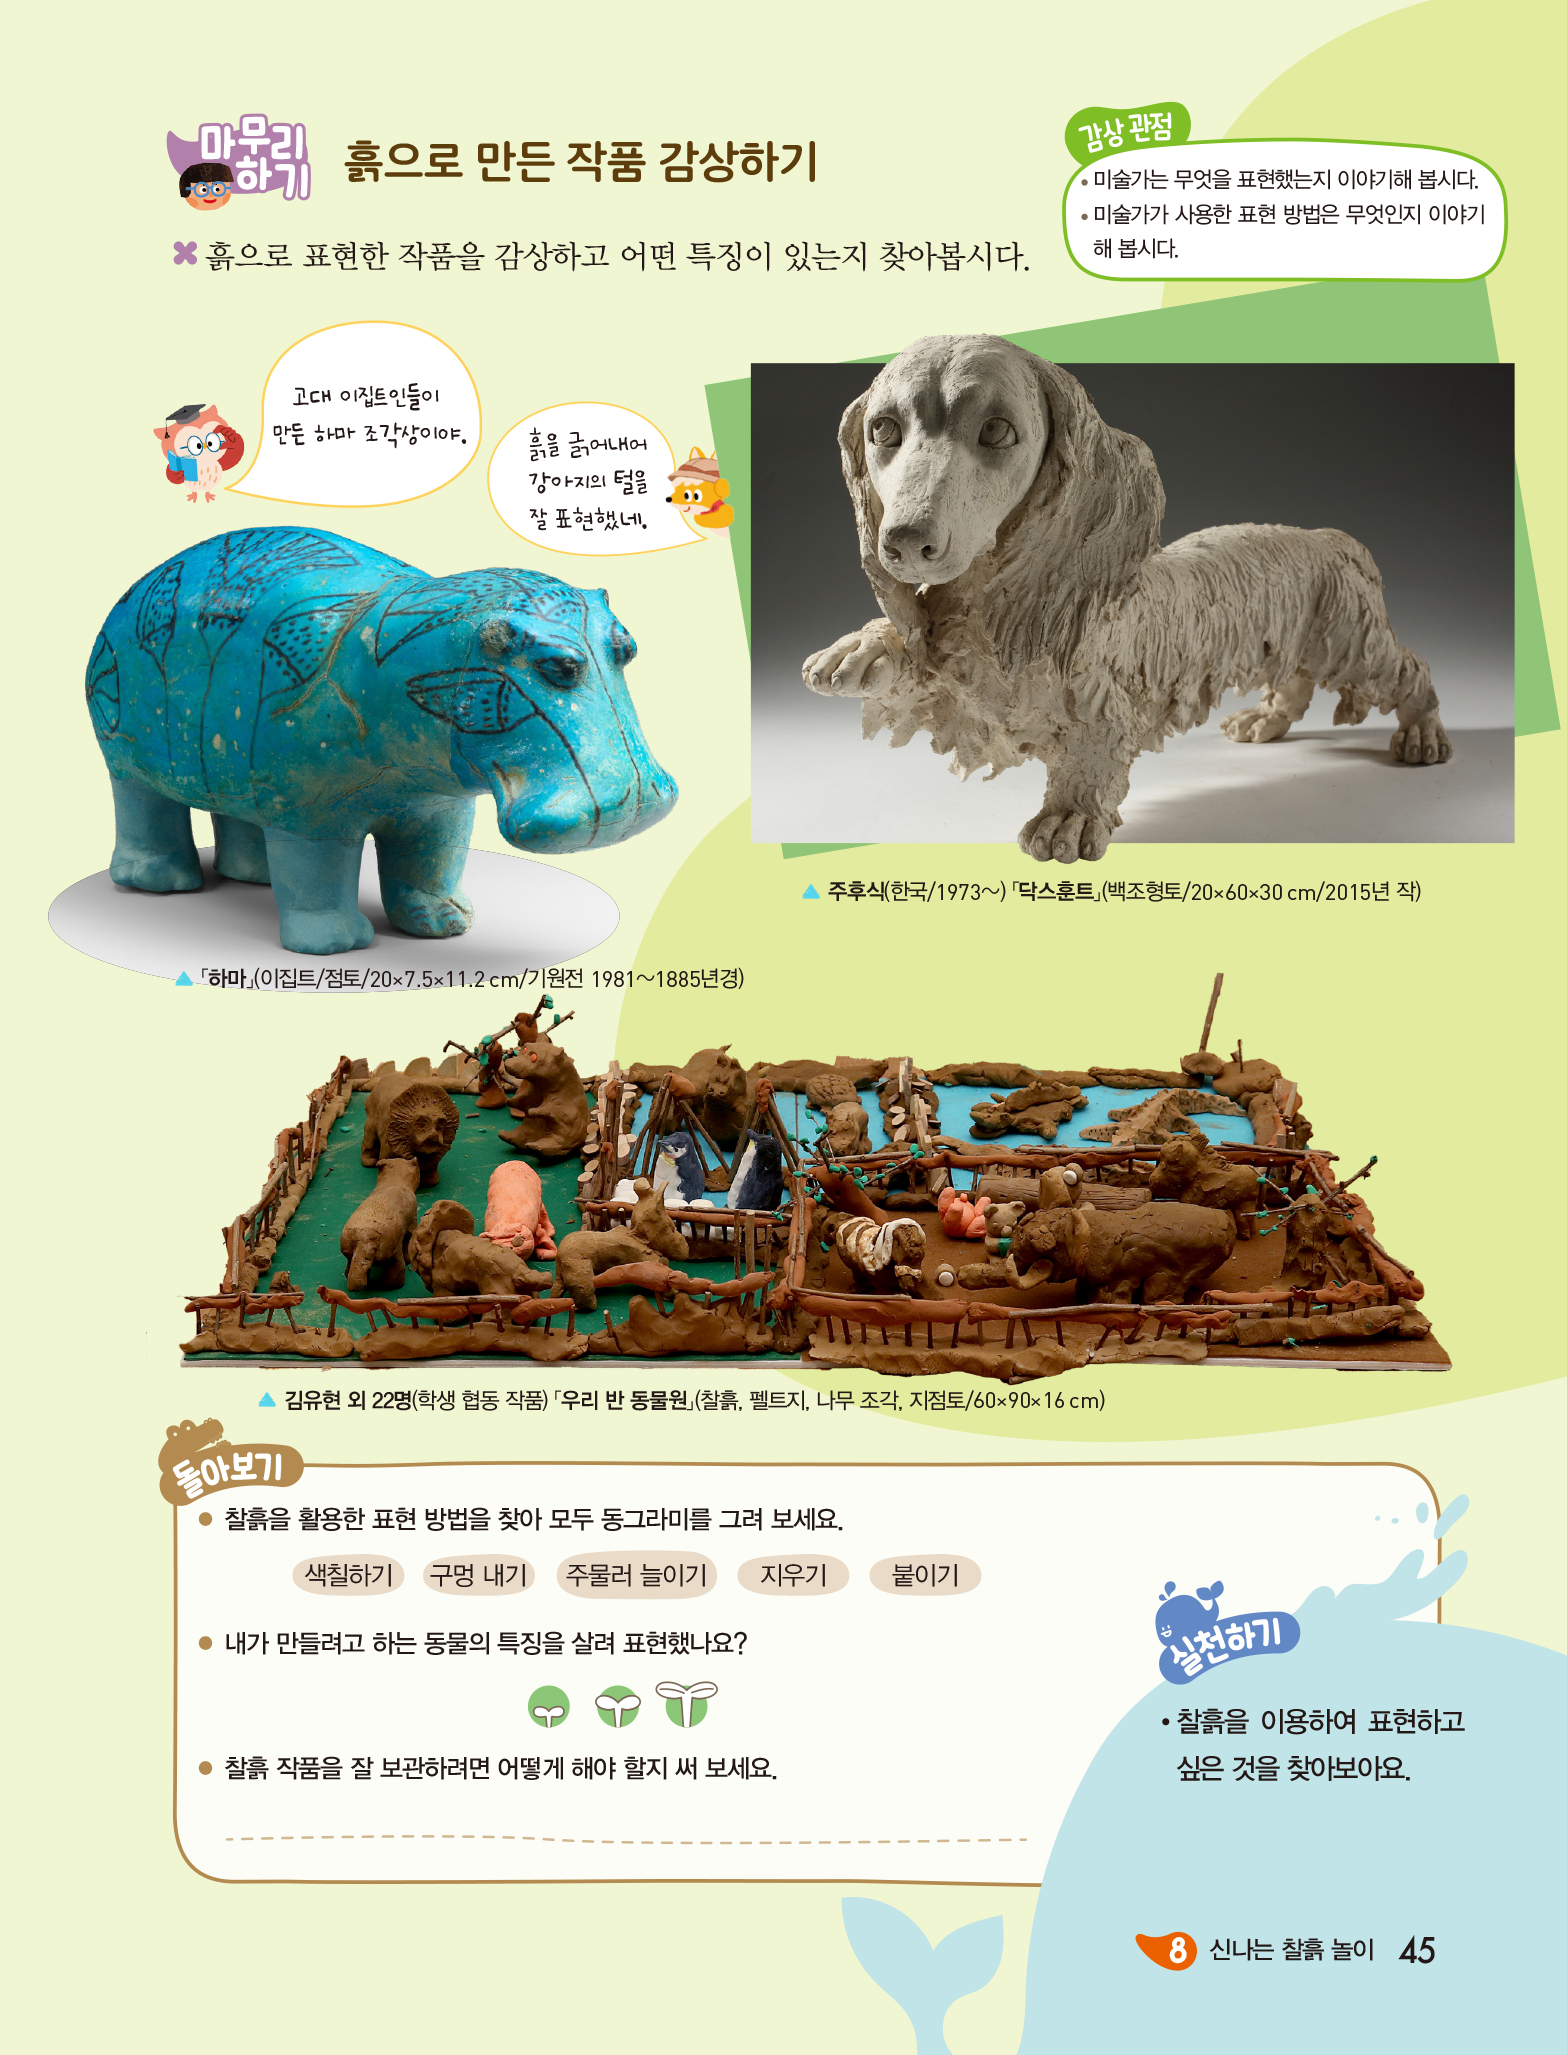 마무리
하기
흙으로 만든 작품 감상하기
흙으로 표현한 작품을 감상하고 어떤 특징이 있는지 찾아봅시다.
감상 관점
• 미술가는 무엇을 표현했는지 이야기해 봅시다.
• 미술가가 사용한 표현 방법은 무엇인지 이야기
해 봅시다.
고대 이집트인들이
만든 하마 조각상이야.
흙을 긁어내어
강아지의 털을
잘 표현했네.
▲ 주후식(한국/1973~)「닥스훈트」(백조형토/20×60×30 cm/2015년 작)
▲ 「하마」(이집트/점토/20×7.5×11.2 cm/기원전 1981~1885년경)
▲ 김유현 외 22명(학생 협동 작품)「우리 반 동물원」(찰흙, 펠트지, 나무 조각, 지점토/60×90×16 cm)
돌아보기
● 찰흙을 활용한 표현 방법을 찾아 모두 동그라미를 그려 보세요.
색칠하기 구멍 내기 주물러 늘이기 지우기 붙이기
● 내가 만들려고 하는 동물의 특징을 살려 표현했나요?
● 찰흙 작품을 잘 보관하려면 어떻게 해야 할지 써 보세요.
실천하기
• 찰흙을 이용하여 표현하고
싶은 것을 찾아보아요.
8 신나는 찰흙 놀이 45